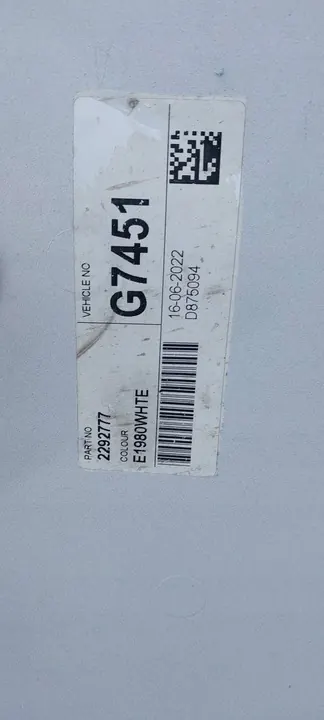 PART NO
2292777
COLOUR
E1980WHTE
VEHICLE NO
G7451
16-06-2022
D875094